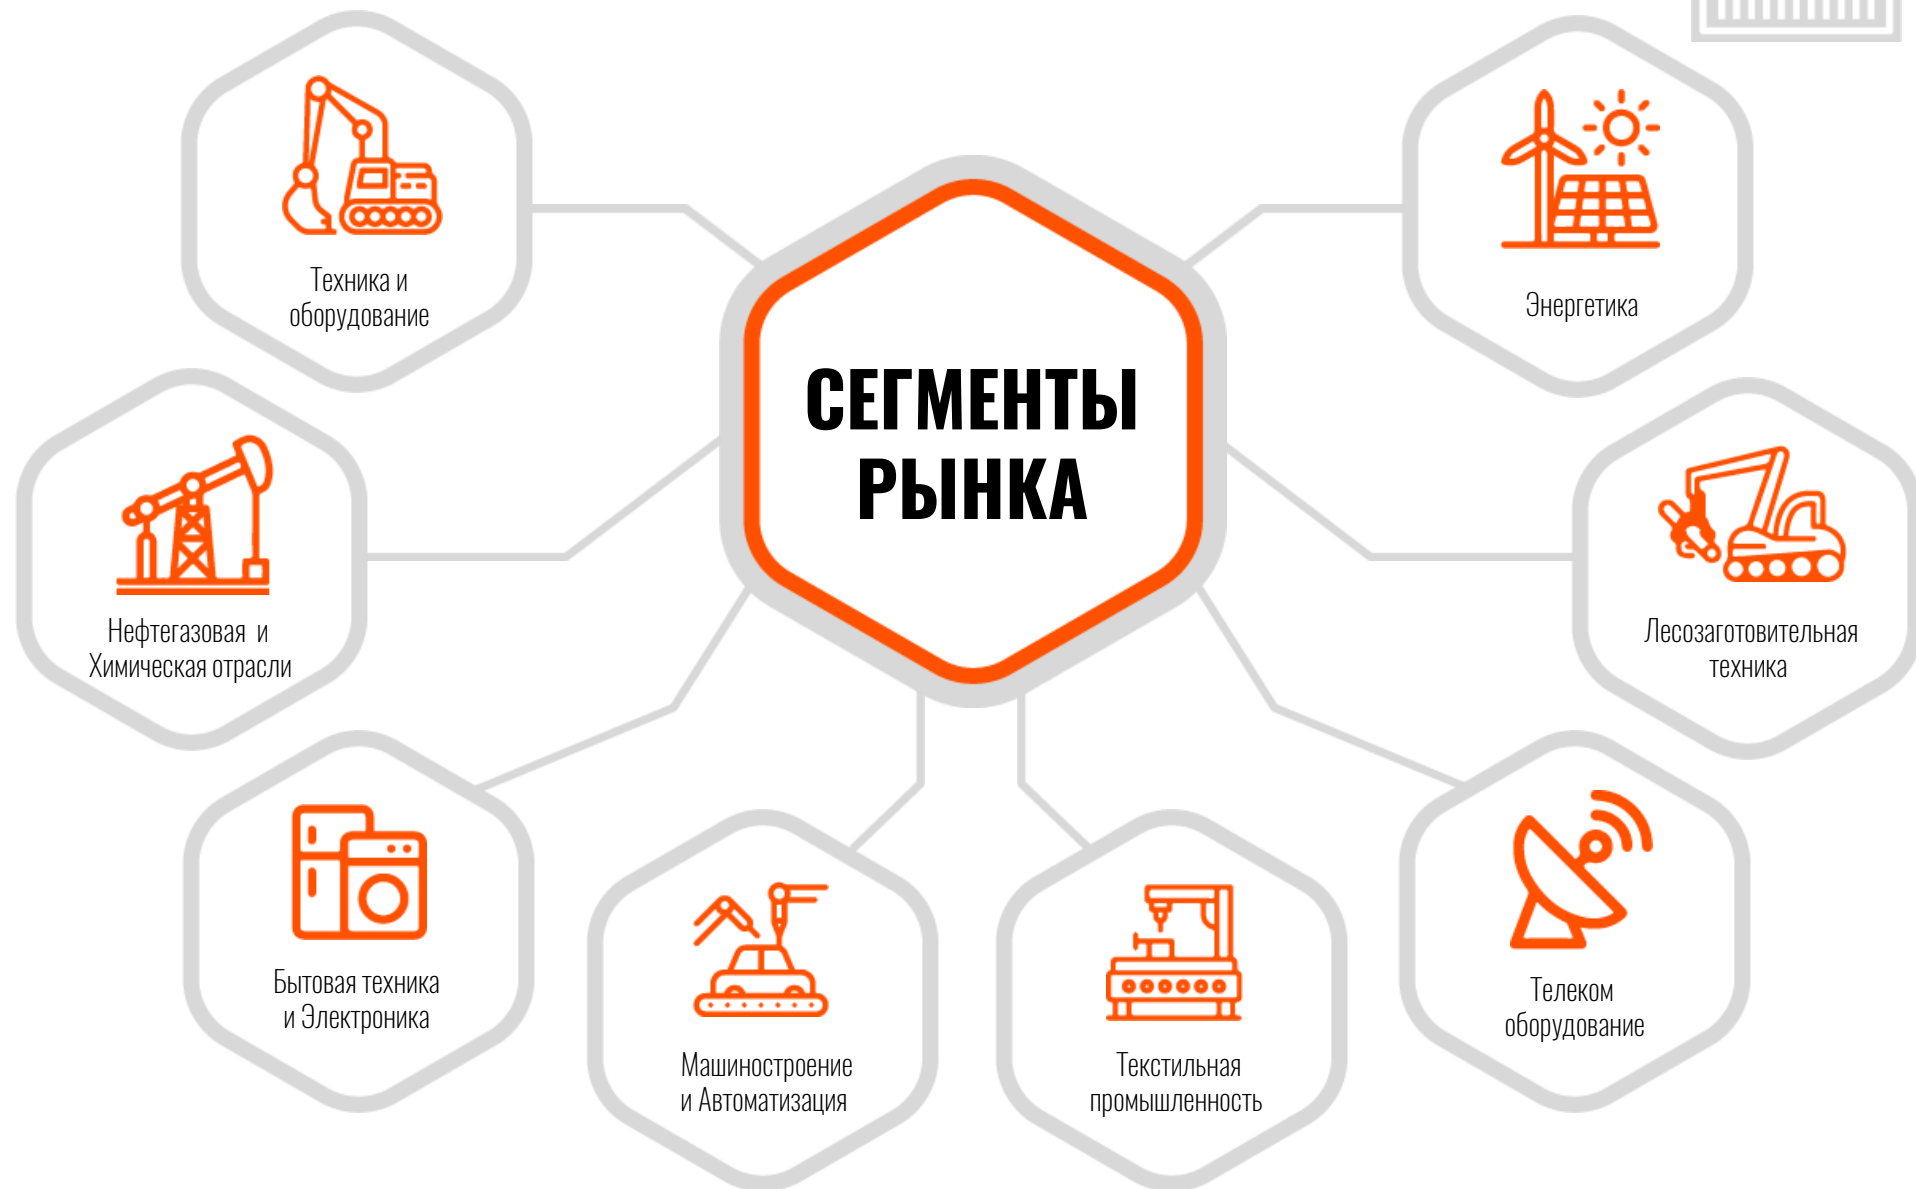 СЕГМЕНТЫ
РЫНКА
Техника и
оборудование
Энергетика
Нефтегазовая и
Химическая отрасли
Лесозаготовительная
техника
Бытовая техника
и Электроника
Машиностроение
и Автоматизация
Текстильная
промышленность
Телеком
оборудование